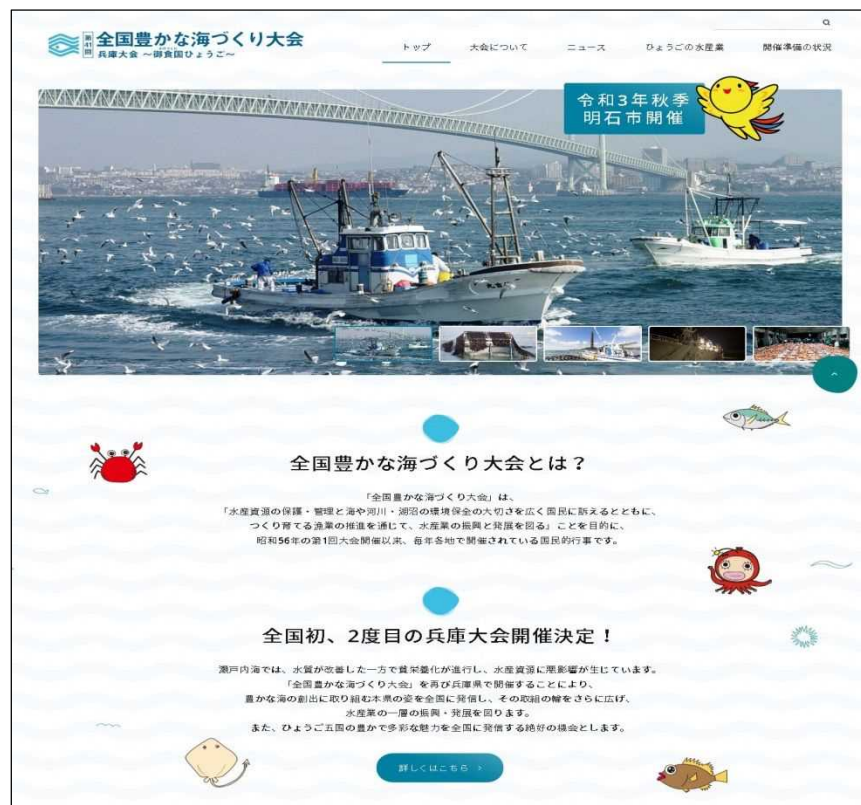 第41回
全国豊かな海づくり大会
兵庫大会 ~御食国ひょうご~
トップ
大会について
ニュース
ひょうごの水産業
開催準備の状況
令和3年秋季
明石市開催
全国豊かな海づくり大会とは？
「全国豊かな海づくり大会」は、
「水産資源の保護・管理と海や河川・湖沼の環境保全の大切さを広く国民に訴えるとともに、
つくり育てる漁業の推進を通じて、水産業の振興と発展を図る」ことを目的に、
昭和56年の第1回大会開催以来、毎年各地で開催されている国民的行事です。
全国初、2度目の兵庫大会開催決定！
瀬戸内海では、水質が改善した一方で貧栄養化が進行し、水産資源に悪影響が生じています。
「全国豊かな海づくり大会」を再び兵庫県で開催することにより、
豊かな海の創出に取り組む本県の姿を全国に発信し、その取組の輪をさらに広げ、
水産業の一層の振興・発展を図ります。
また、ひょうご五国の豊かで多彩な魅力を全国に発信する絶好の機会とします。
詳しくはこちら ›